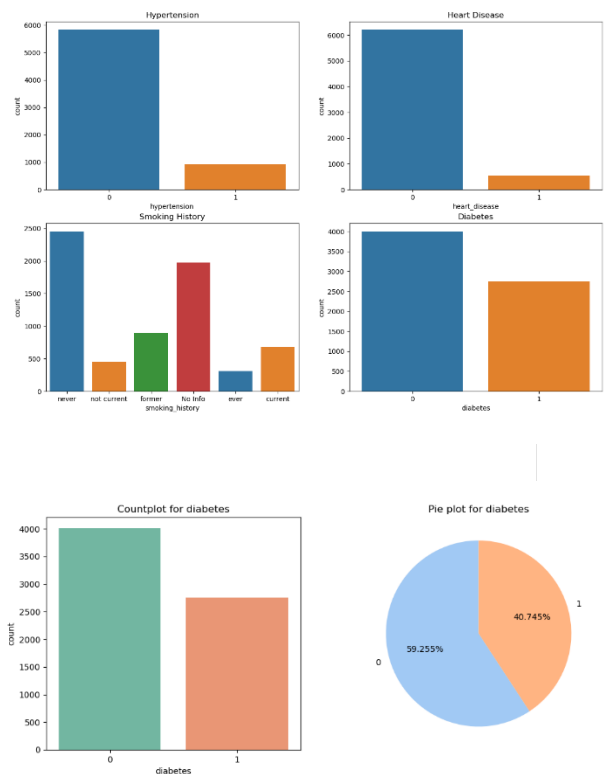 Hypertension
6000
5000
4000
3000
2000
1000
0
count
0 1
hypertension
Heart Disease
6000
5000
4000
3000
2000
1000
0
count
0 1
heart_disease
Smoking History
2500
2000
1500
1000
500
0
count
never not current former No Info ever current
smoking_history
Diabetes
4000
3500
3000
2500
2000
1500
1000
500
0
count
0 1
diabetes
Countplot for diabetes
4000
3500
3000
2500
2000
1500
1000
500
0
count
0 1
diabetes
Pie plot for diabetes
1
40.745%
59.255%
0